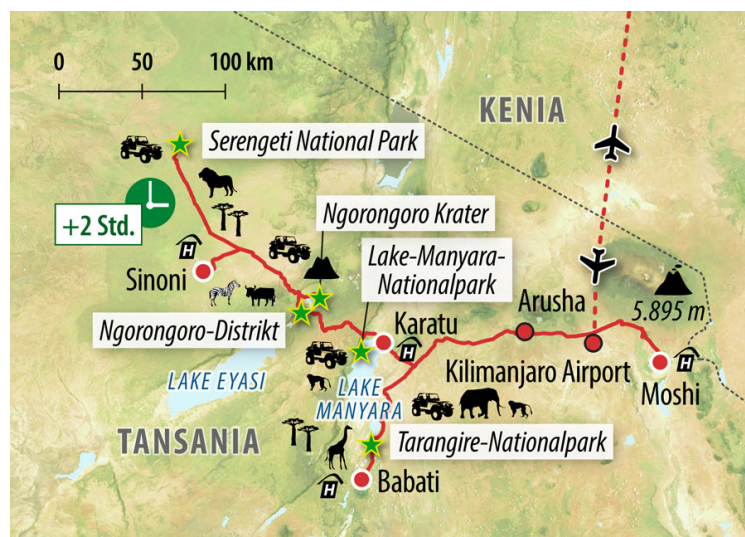 0 50 100 km
KENIA
Serengeti National Park
+2 Std.
Ngorongoro Krater
H
Lake-Manyara-
Nationalpark
Sinoni
5.895 m
Arusha
Ngorongoro-Distrikt
Karatu
H
LAKE EYASI
Kilimanjaro Airport
H
Moshi
LAKE
MANYARA
TANSANIA
Tarangire-Nationalpark
H
Babati